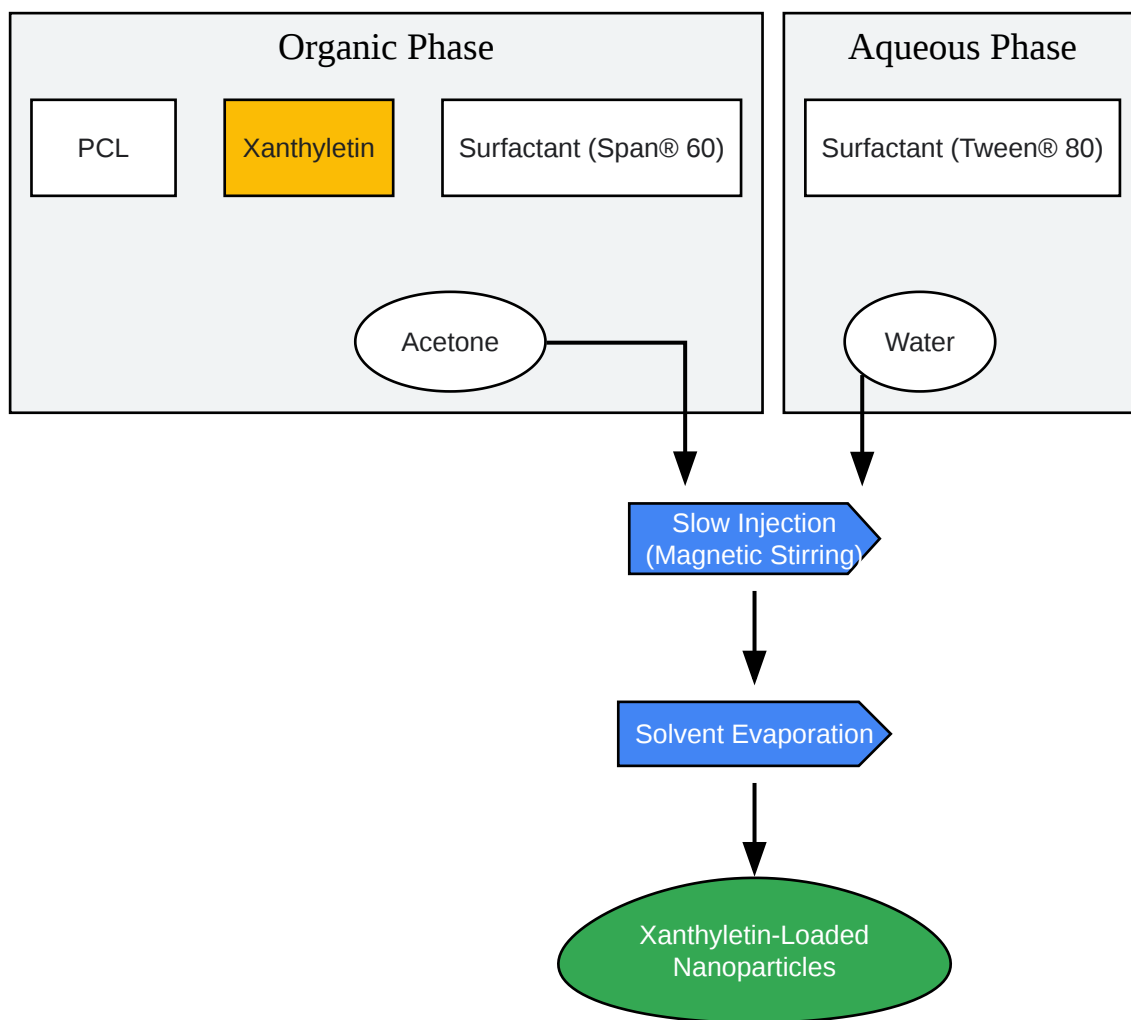 Organic Phase
PCL
Xanthyletin
Surfactant (Span® 60)
Acetone
Aqueous Phase
Surfactant (Tween® 80)
Water
Slow Injection
(Magnetic Stirring)
Solvent Evaporation
Xanthyletin-Loaded
Nanoparticles